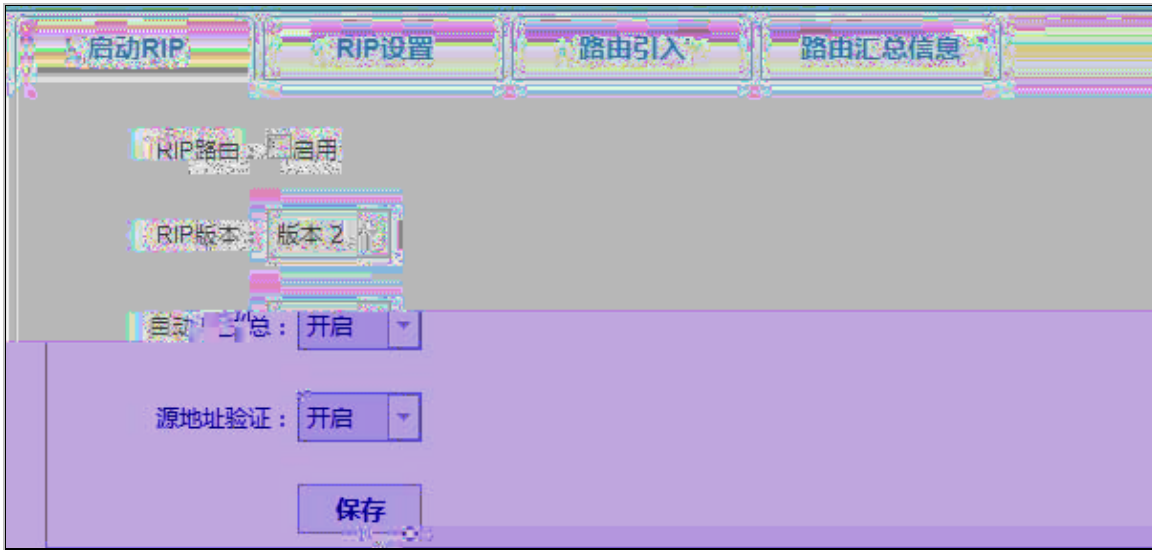 启动RIP RIP设置 路由引入 路由汇总信息
RIP路由 启用
RIP版本： 版本 2
自动 总： 开启
源地址验证： 开启
保存